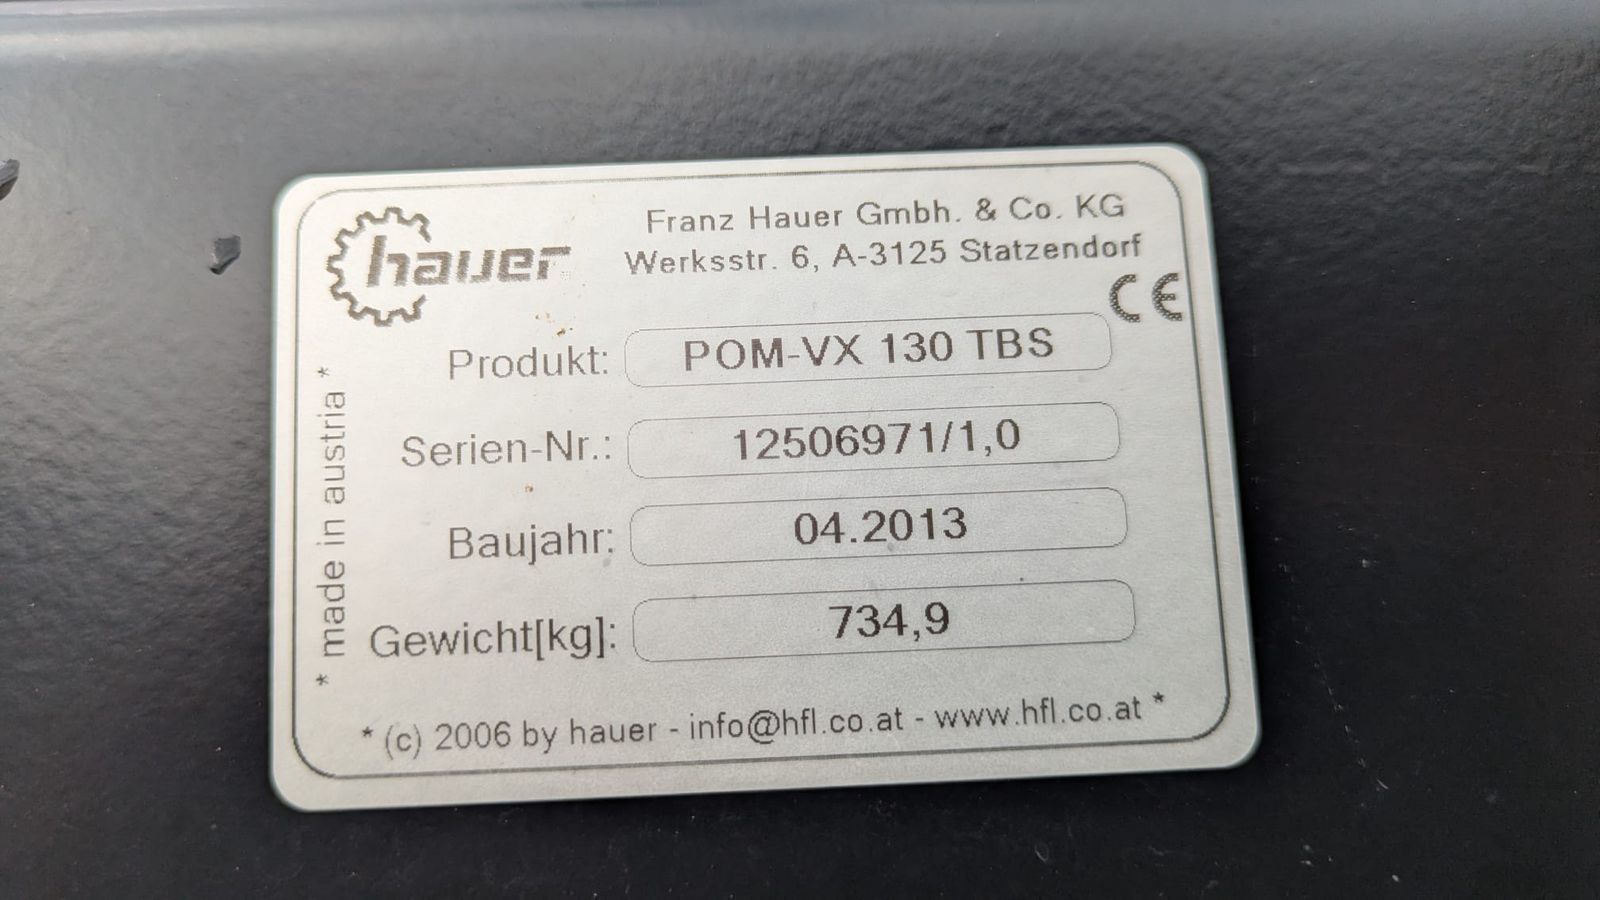 hauer
Franz Hauer Gmbh. & Co. KG
Werksstr. 6, A-3125 Statzendorf
CE
Produkt: POM-VX 130 TBS
Serien-Nr.: 12506971/1,0
Baujahr: 04.2013
Gewicht[kg]: 734,9
* made in austria *
* (c) 2006 by hauer - info@hfl.co.at - www.hfl.co.at *